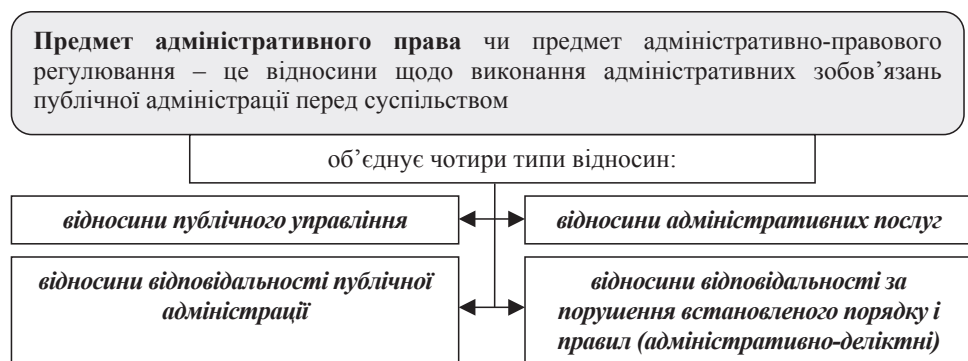 Предмет адміністративного права чи предмет адміністративно-правового
регулювання – це відносини щодо виконання адміністративних зобов’язань
публічної адміністрації перед суспільством
об’єднує чотири типи відносин:
відносини публічного управління
відносини адміністративних послуг
відносини відповідальності публічної
адміністрації
відносини відповідальності за
порушення встановленого порядку і
правил (адміністративно-деліктні)